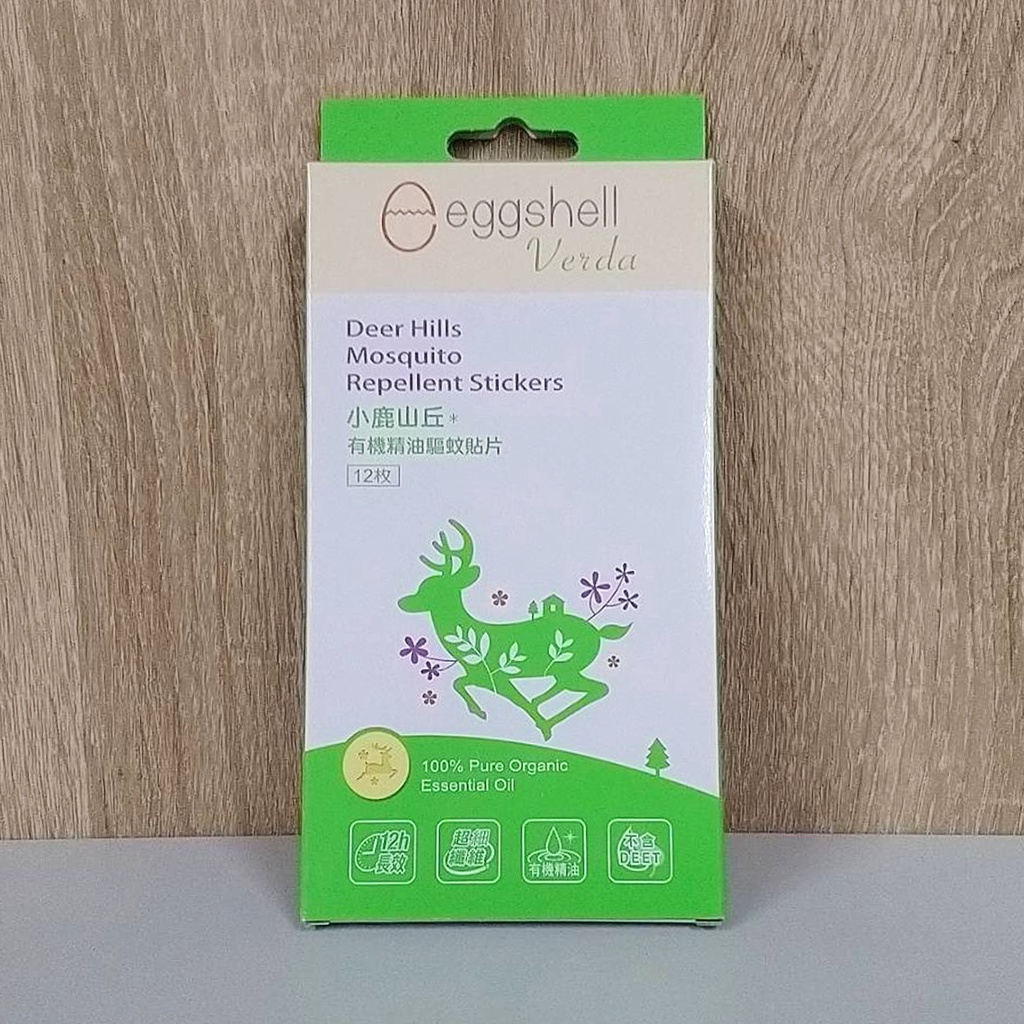 eggshell
Verda
Deer Hills
Mosquito
Repellent Stickers
小鹿山丘*
有機精油驅蚊貼片
12枚
100% Pure Organic
Essential Oil
12h
長效
超細
纖維
有機精油
不含
DEET